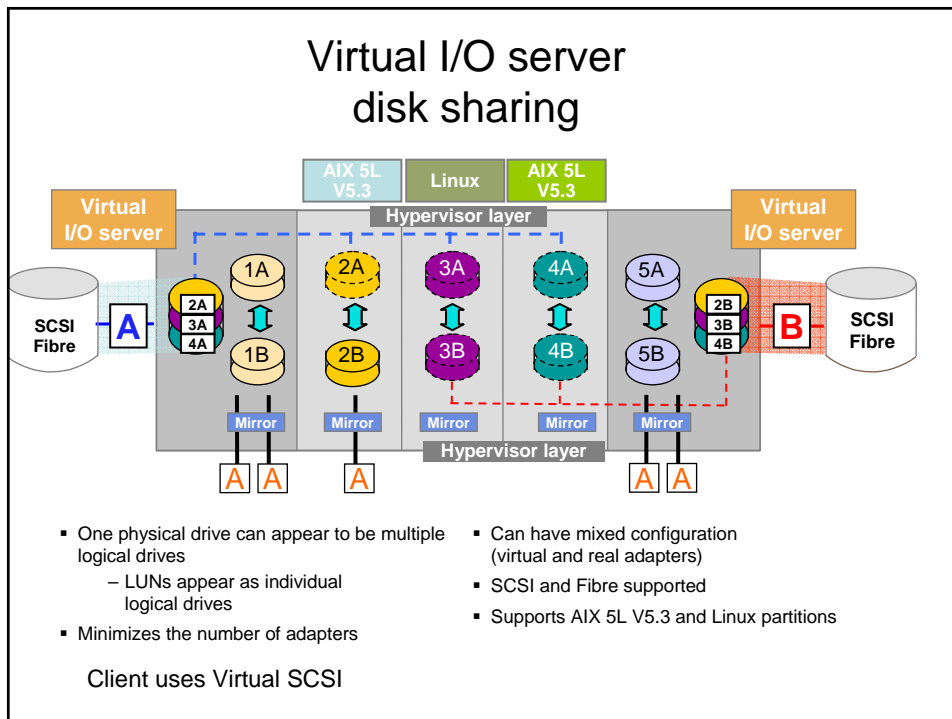 Virtual I/O server
disk sharing
AIX 5L
V5.3
Linux
AIX 5L
V5.3
Virtual
I/O server
Hypervisor layer
Virtual
I/O server
1A
2A
3A
4A
5A
SCSI
Fibre
A
2A
3A
4A
2B
3B
4B
B
SCSI
Fibre
1B
2B
3B
4B
5B
Mirror
Mirror
Mirror
Mirror
Mirror
Hypervisor layer
A
A
A
A
A
▪ One physical drive can appear to be multiple
logical drives
– LUNs appear as individual
logical drives
▪ Minimizes the number of adapters
▪ Can have mixed configuration
(virtual and real adapters)
▪ SCSI and Fibre supported
▪ Supports AIX 5L V5.3 and Linux partitions
Client uses Virtual SCSI